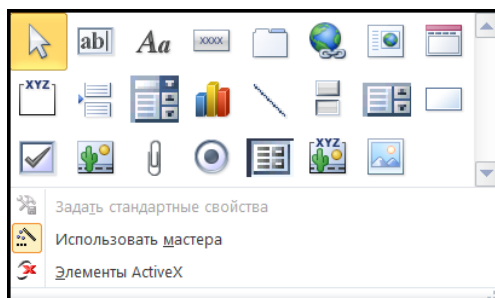 ab Aa XXXX
XYZ
XYZ
Задать стандартные свойства
Использовать мастера
Элементы ActiveX